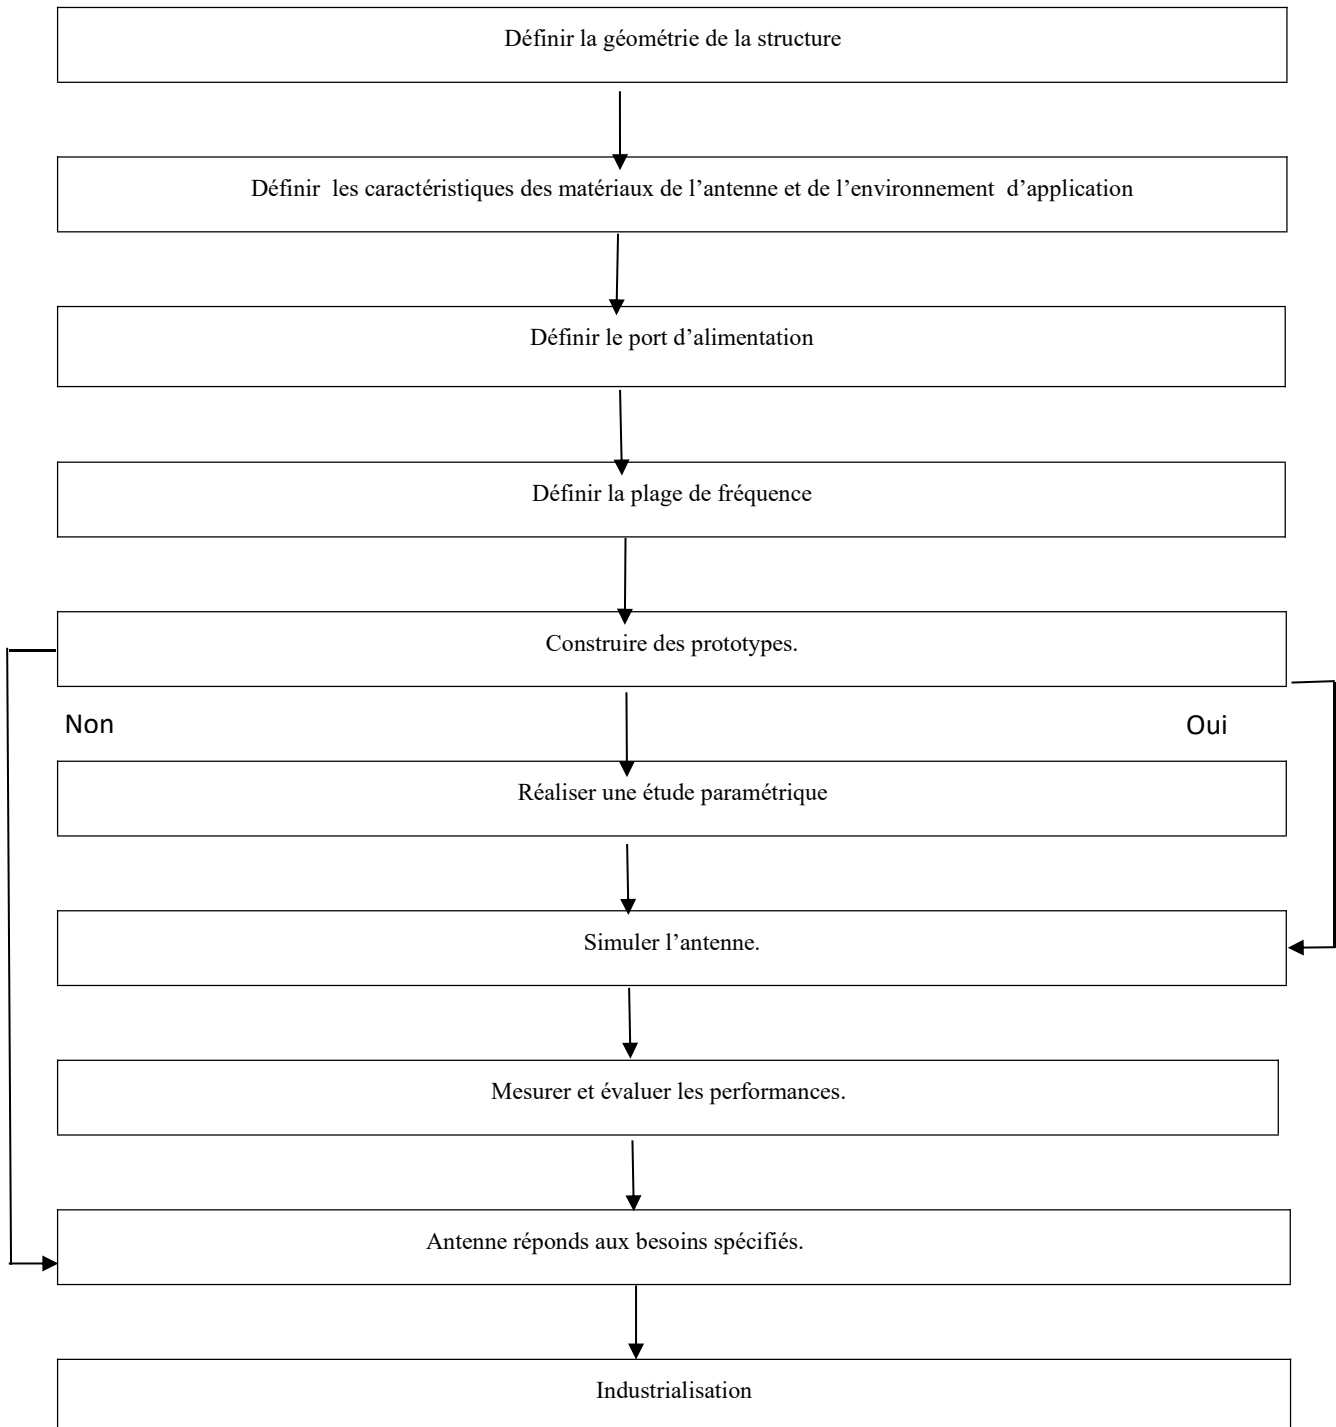 Définir la géométrie de la structure
Définir les caractéristiques des matériaux de l’antenne et de l’environnement d’application
Définir le port d’alimentation
Définir la plage de fréquence
Construire des prototypes.
Non
Oui
Réaliser une étude paramétrique
Simuler l’antenne.
Mesurer et évaluer les performances.
Antenne réponds aux besoins spécifiés.
Industrialisation